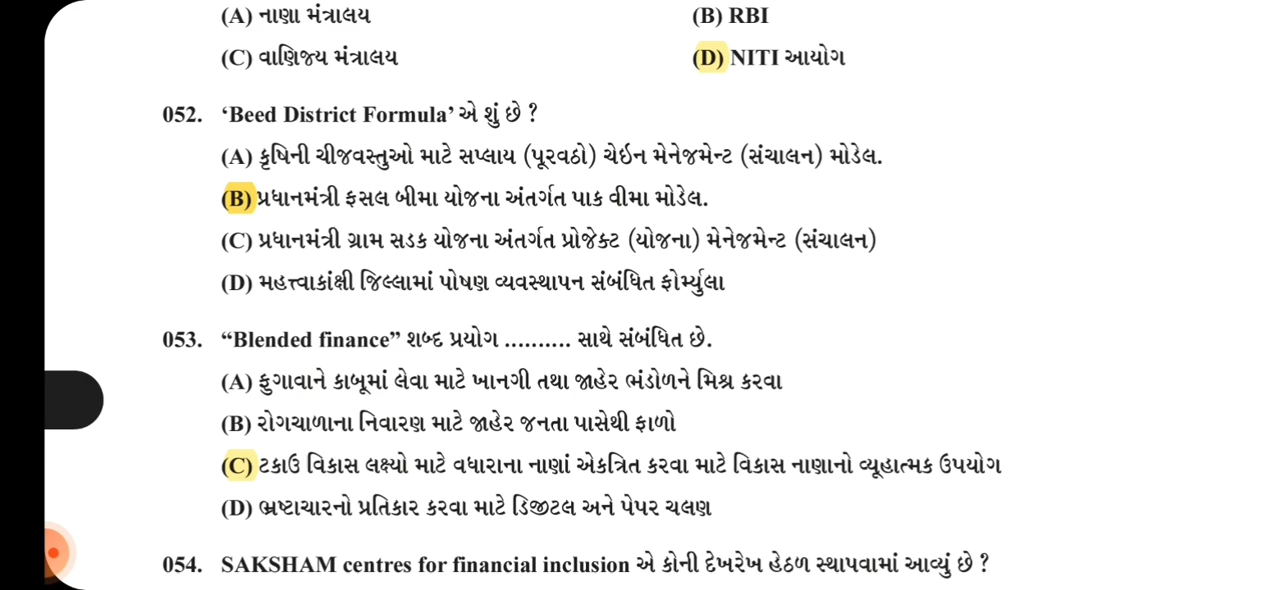 (A) નાણા મંત્રાલય (B) RBI
(C) વાણિજ્ય મંત્રાલય (D) NITI આયોગ
052. ‘Beed District Formula’ એ શું છે ?
(A) કૃષિની ચીજવસ્તુઓ માટે સપ્લાય (પૂરવઠો) ચેઇન મેનેજમેન્ટ (સંચાલન) મોડેલ.
(B) પ્રધાનમંત્રી ફસલ બીમા યોજના અંતર્ગત પાક વીમા મોડેલ.
(C) પ્રધાનમંત્રી ગ્રામ સડક યોજના અંતર્ગત પ્રોજેક્ટ (યોજના) મેનેજમેન્ટ (સંચાલન)
(D) મહત્ત્વાકાંક્ષી જિલ્લામાં પોષણ વ્યવસ્થાપન સંબંધિત ફોર્મ્યુલા
053. “Blended finance” શબ્દ પ્રયોગ .......... સાથે સંબંધિત છે.
(A) ફુગાવાને કાબૂમાં લેવા માટે ખાનગી તથા જાહેર ભંડોળને મિશ્ર કરવા
(B) રોગચાળાના નિવારણ માટે જાહેર જનતા પાસેથી ફાળો
(C) ટકાઉ વિકાસ લક્ષ્યો માટે વધારાના નાણાં એકત્રિત કરવા માટે વિકાસ નાણાનો વ્યૂહાત્મક ઉપયોગ
(D) ભ્રષ્ટાચારનો પ્રતિકાર કરવા માટે ડિજીટલ અને પેપર ચલણ
054. SAKSHAM centres for financial inclusion એ કોની દેખરેખ હેઠળ સ્થાપવામાં આવ્યું છે ?